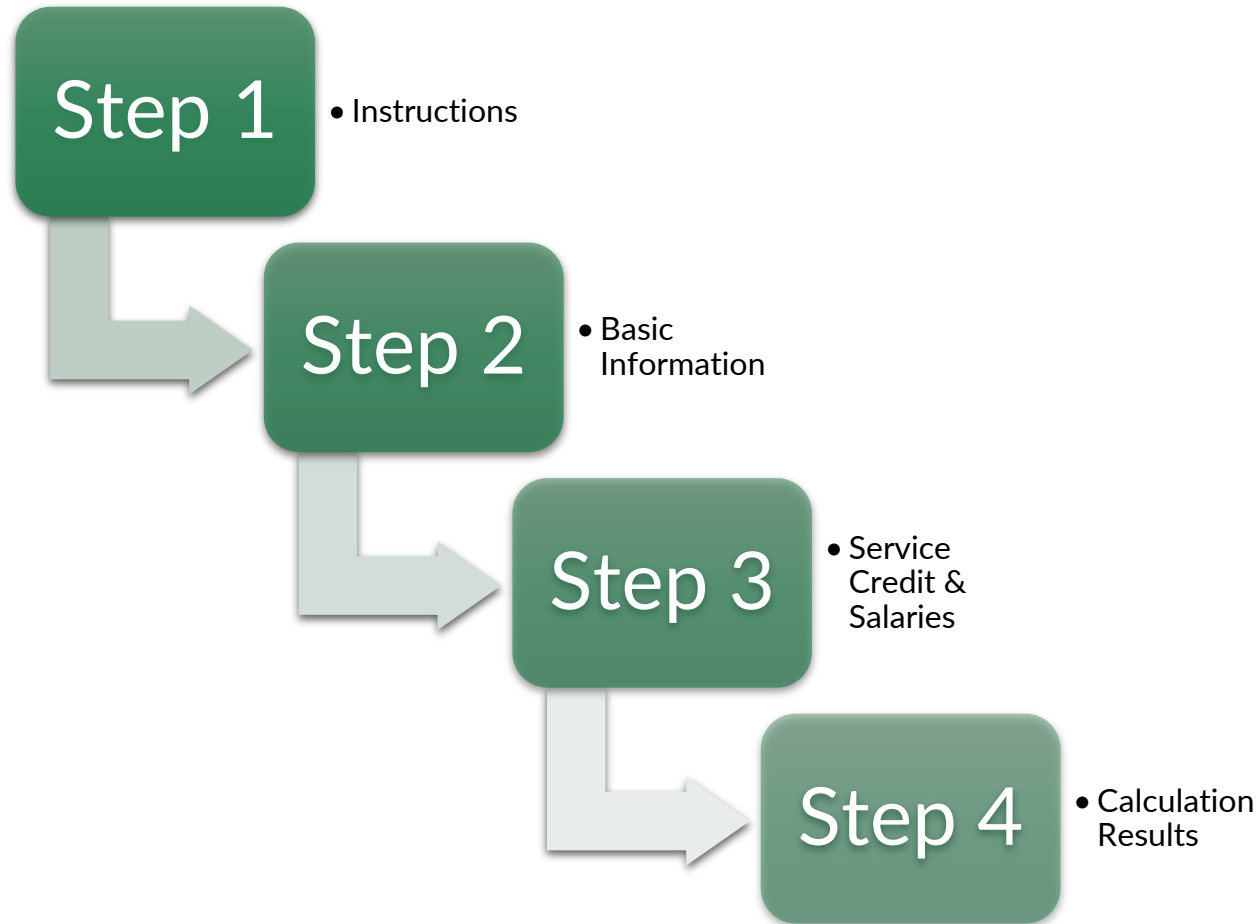 Step 1
• Instructions
Step 2
• Basic
Information
Step 3
• Service
Credit &
Salaries
Step 4
• Calculation
Results